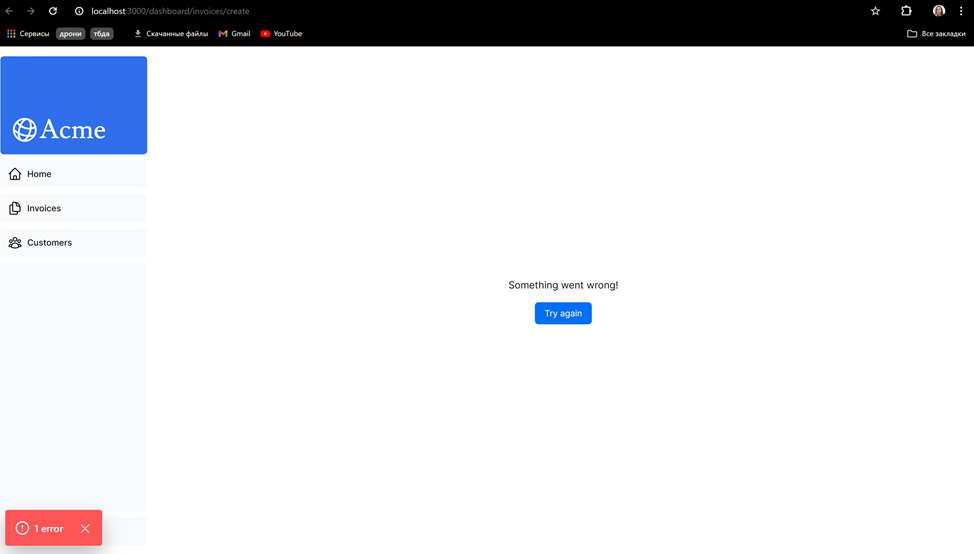 localhost:3000/dashboard/invoices/create
Сервисы дрони тбда Скачанные файлы Gmail YouTube Все закладки
Acme
Home
Invoices
Customers
Something went wrong!
Try again
1 error